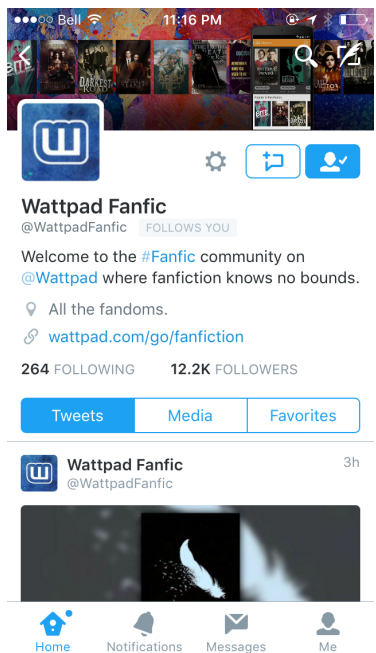 Bell 11:16 PM
DARKEST
Wattpad Fanfic
@WattpadFanfic FOLLOWS YOU
Welcome to the #Fanfic community on
@Wattpad where fanfiction knows no bounds.
All the fandoms.
wattpad.com/go/fanfiction
264 FOLLOWING 12.2K FOLLOWERS
Tweets Media Favorites
Wattpad Fanfic 3h
@WattpadFanfic
Home Notifications Messages Me